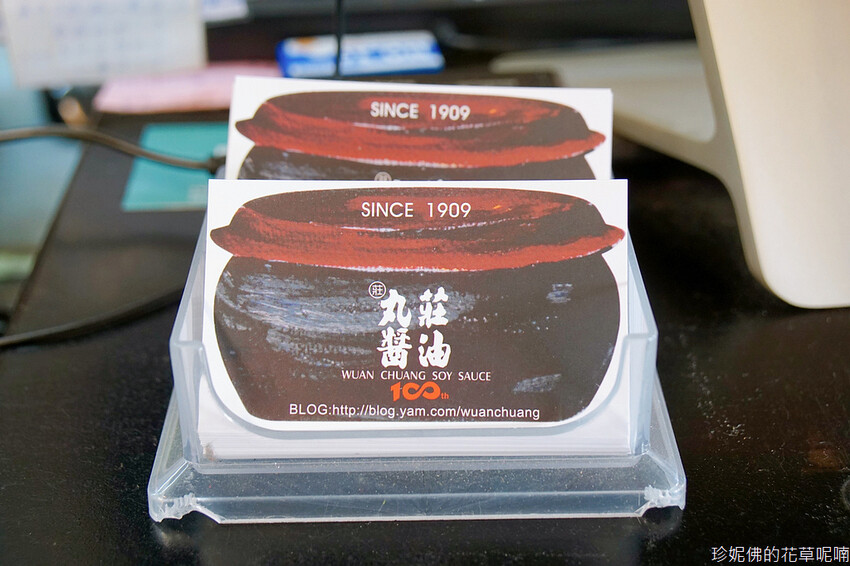 SINCE 1909
SINCE 1909
莊
丸莊
醬油
WUAN CHUANG SOY SAUCE
100th
BLOG:http://blog.yam.com/wuanchuang
珍妮佛的花草呢喃